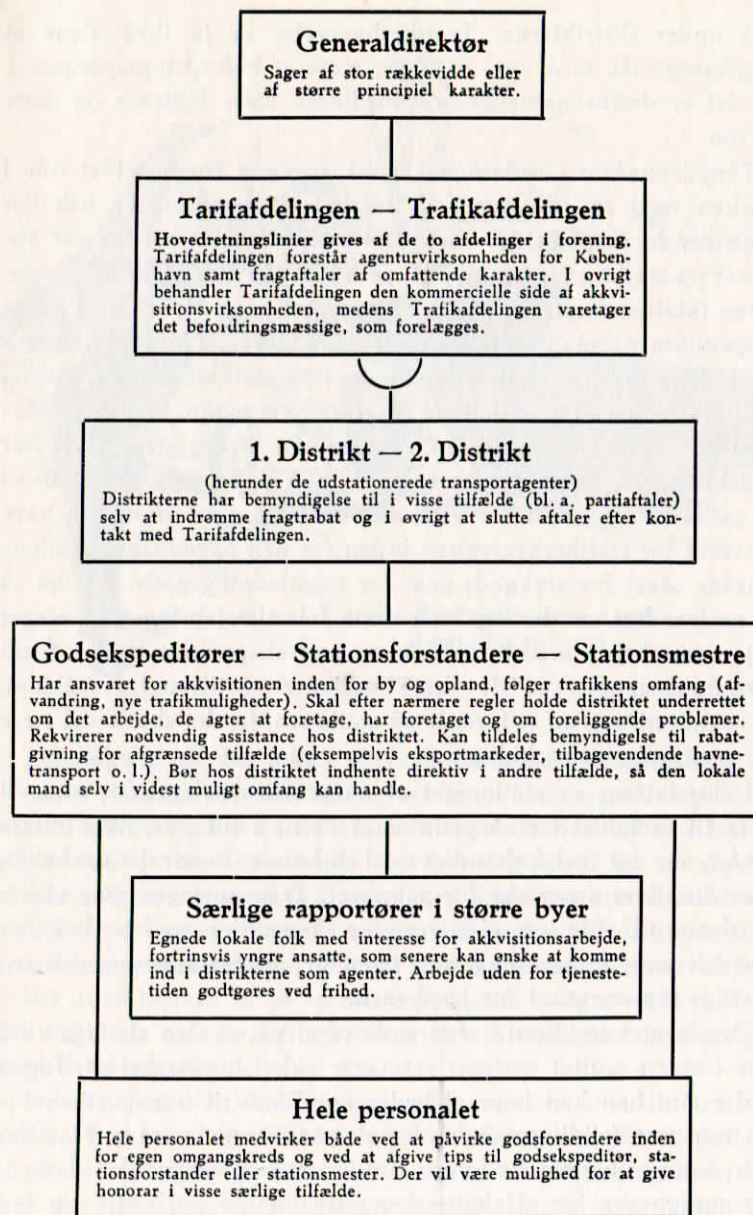 Generaldirektør
Sager af stor rækkevidde eller
af større principiel karakter.
Tarifafdelingen — Trafikafdelingen
Hovedretningslinier gives af de to afdelinger i forening.
Tarifafdelingen forestår agenturvirksomheden for Køben-
havn samt fragtaftaler af omfattende karakter. I øvrigt
behandler Tarifafdelingen den kommercielle side af akkvi-
sitionsvirksomheden, medens Trafikafdelingen varetager
det befordringsmæssige, som forelægges.
1. Distrikt — 2. Distrikt
(herunder de udstationerede transportagenter)
Distrikterne har bemyndigelse til i visse tilfælde (bl. a. partiaftaler)
selv at indrømme fragtrabat og i øvrigt at slutte aftaler efter kon-
takt med Tarifafdelingen.
Godsekspeditører — Stationsforstandere — Stationsmestre
Har ansvaret for akkvisitionen inden for by og opland, følger trafikkens omfang (af-
vandring, nye trafikmuligheder). Skal efter nærmere regler holde distriktet underrettet
om det arbejde, de agter at foretage, har foretaget og om foreliggende problemer.
Rekvirerer nødvendig assistance hos distriktet. Kan tildeles bemyndigelse til rabat-
givning for afgrænsede tilfælde (eksempelvis eksportmarkeder, tilbagevendende havne-
transport o. l.). Bør hos distriktet indhente direktiv i andre tilfælde, så den lokale
mand selv i videst muligt omfang kan handle.
Særlige rapportører i større byer
Egnede lokale folk med interesse for akkvisitionsarbejde,
fortrinsvis yngre ansatte, som senere kan ønske at komme
ind i distrikterne som agenter. Arbejde uden for tjeneste-
tiden godtgøres ved frihed.
Hele personalet
Hele personalet medvirker både ved at påvirke godsforsendere inden
for egen omgangskreds og ved at afgive tips til godsekspeditør, sta-
tionsforstander eller stationsmester. Der vil være mulighed for at give
honorar i visse særlige tilfælde.